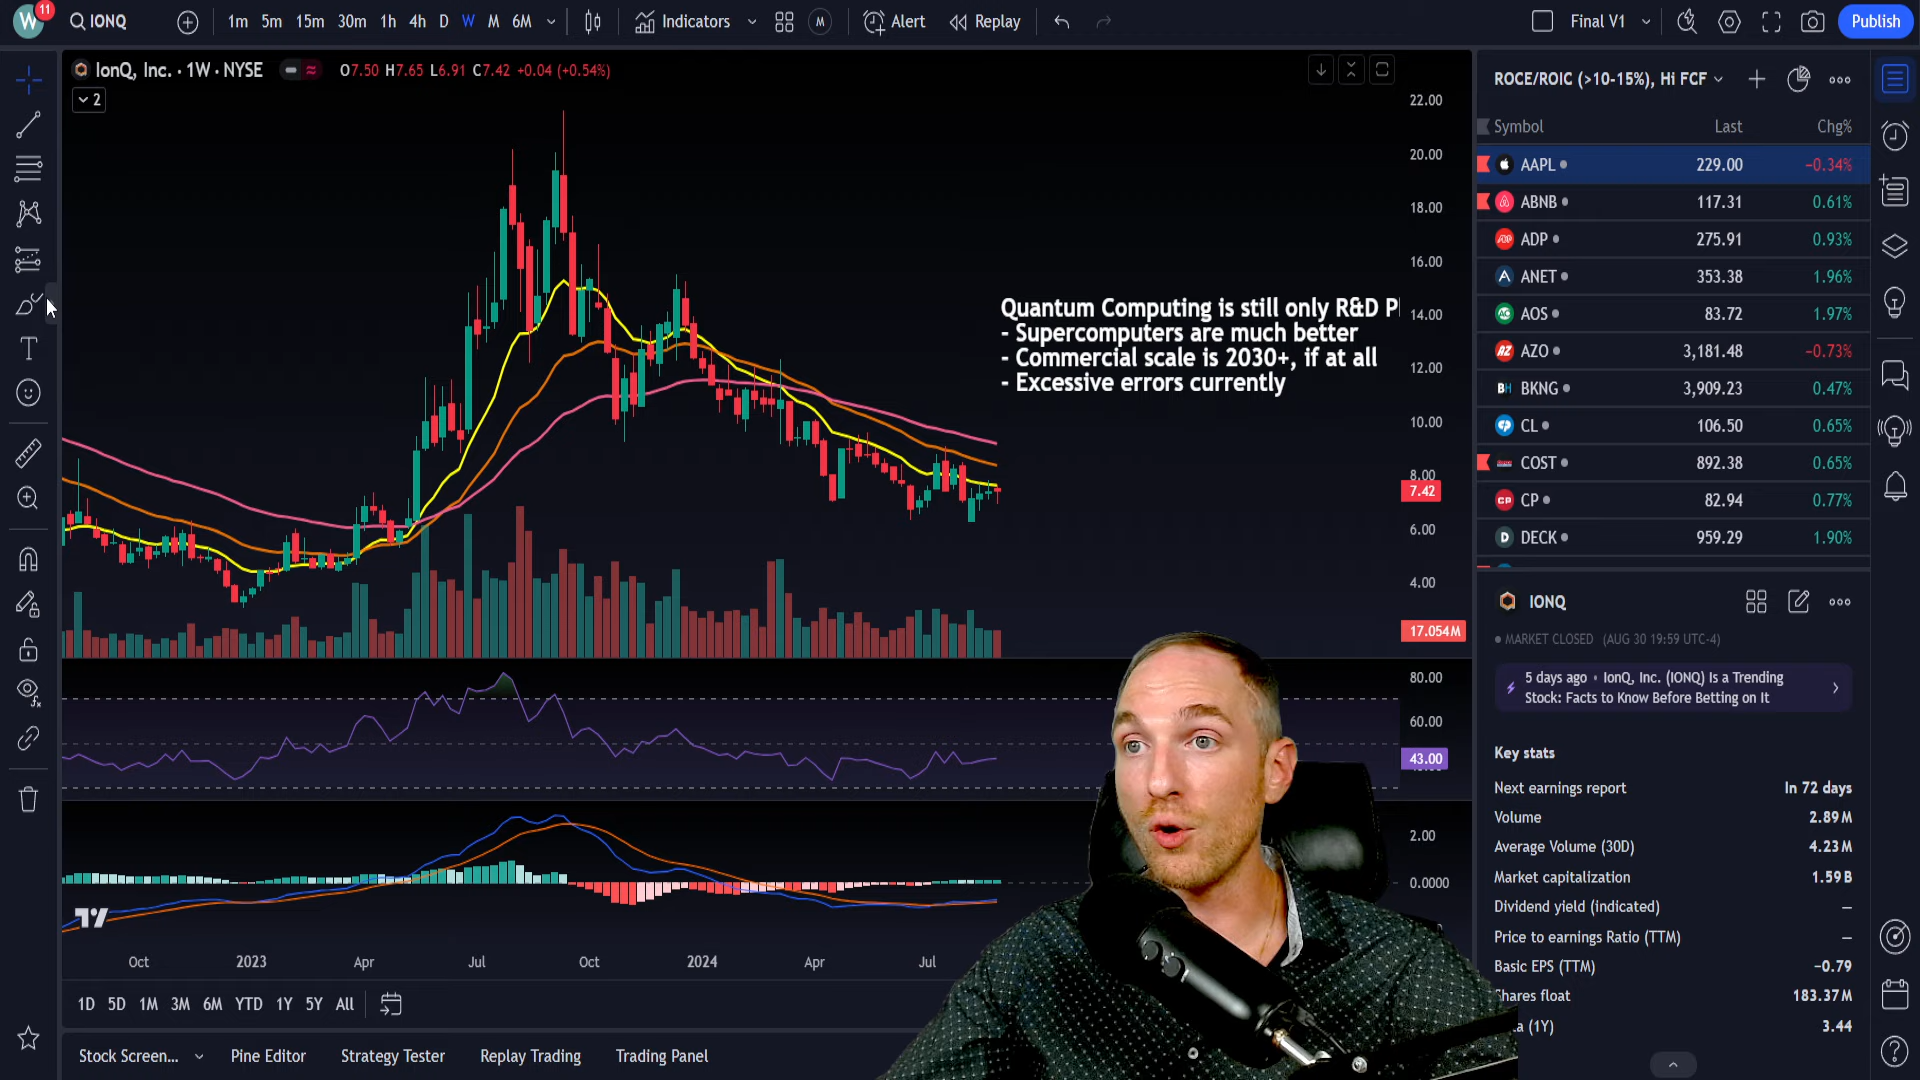 W
11
IONQ
1m 5m 15m 30m 1h 4h D W M 6M
Indicators
M
Alert
Replay
Final V1
Publish
IonQ, Inc. · 1W · NYSE
O7.50 H7.65 L6.91 C7.42 +0.04 (+0.54%)
2
22.00
20.00
18.00
16.00
14.00
12.00
10.00
8.00
7.42
6.00
4.00
17.054M
Quantum Computing is still only R&D
- Supercomputers are much better
- Commercial scale is 2030+, if at all
- Excessive errors currently
80.00
60.00
43.00
2.00
0.0000
Oct 2023 Apr Jul Oct 2024 Apr Jul
1D 5D 1M 3M 6M YTD 1Y 5Y All
Stock Screen... Pine Editor Strategy Tester Replay Trading Trading Panel
ROCE/ROIC (>10-15%), Hi FCF
Symbol Last Chg%
AAPL 229.00 −0.34%
ABNB 117.31 0.61%
ADP 275.91 0.93%
ANET 353.38 1.96%
AOS 83.72 1.97%
AZO 3,181.48 −0.73%
BKNG 3,909.23 0.47%
CL 106.50 0.65%
COST 892.38 0.65%
CP 82.94 0.77%
DECK 959.29 1.90%
IONQ
MARKET CLOSED (AUG 30 19:59 UTC-4)
5 days ago · IonQ, Inc. (IONQ) Is a Trending
Stock: Facts to Know Before Betting on It
Key stats
Next earnings report In 72 days
Volume 2.89M
Average Volume (30D) 4.23M
Market capitalization 1.59B
Dividend yield (indicated) —
Price to earnings Ratio (TTM) —
Basic EPS (TTM) −0.79
Shares float 183.37M
(1Y) 3.44